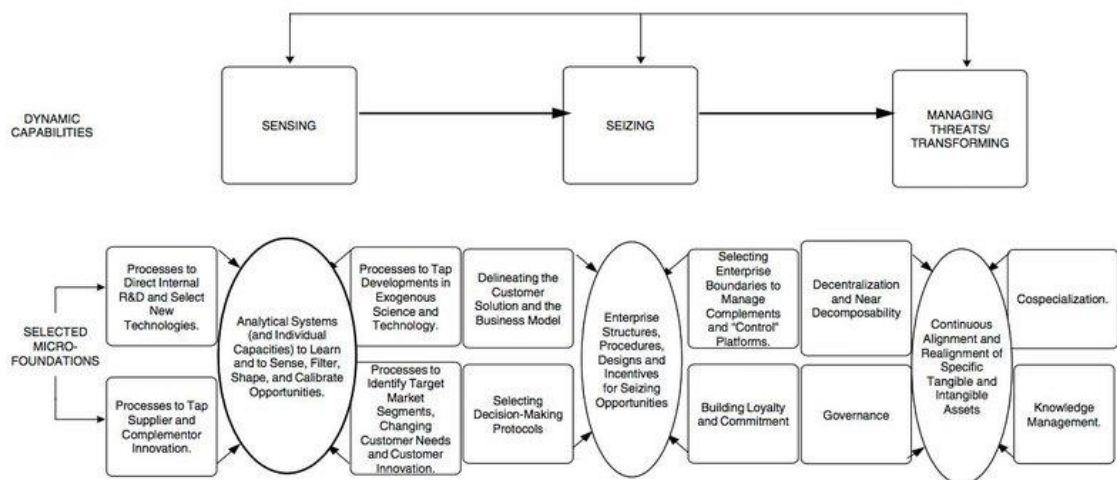 DYNAMIC
CAPABILITIES
SENSING
SEIZING
MANAGING
THREATS/
TRANSFORMING
SELECTED
MICRO-
FOUNDATIONS
Processes to
Direct Internal
R&D and Select
New
Technologies.
Processes to Tap
Supplier and
Complementor
Innovation.
Analytical Systems
(and Individual
Capacities) to Learn
and to Sense, Filter,
Shape, and Calibrate
Opportunities.
Processes to Tap
Developments in
Exogenous
Science and
Technology.
Processes to
Identify Target
Market
Segments,
Changing
Customer Needs
and Customer
Innovation.
Delineating the
Customer
Solution and the
Business Model
Selecting
Decision-Making
Protocols
Enterprise
Structures,
Procedures,
Designs and
Incentives
for Seizing
Opportunities
Selecting
Enterprise
Boundaries to
Manage
Complements
and "Control"
Platforms.
Building Loyalty
and Commitment
Decentralization
and Near
Decomposability
Governance
Continuous
Alignment and
Realignment of
Specific
Tangible and
Intangible
Assets
Cospecialization.
Knowledge
Management.